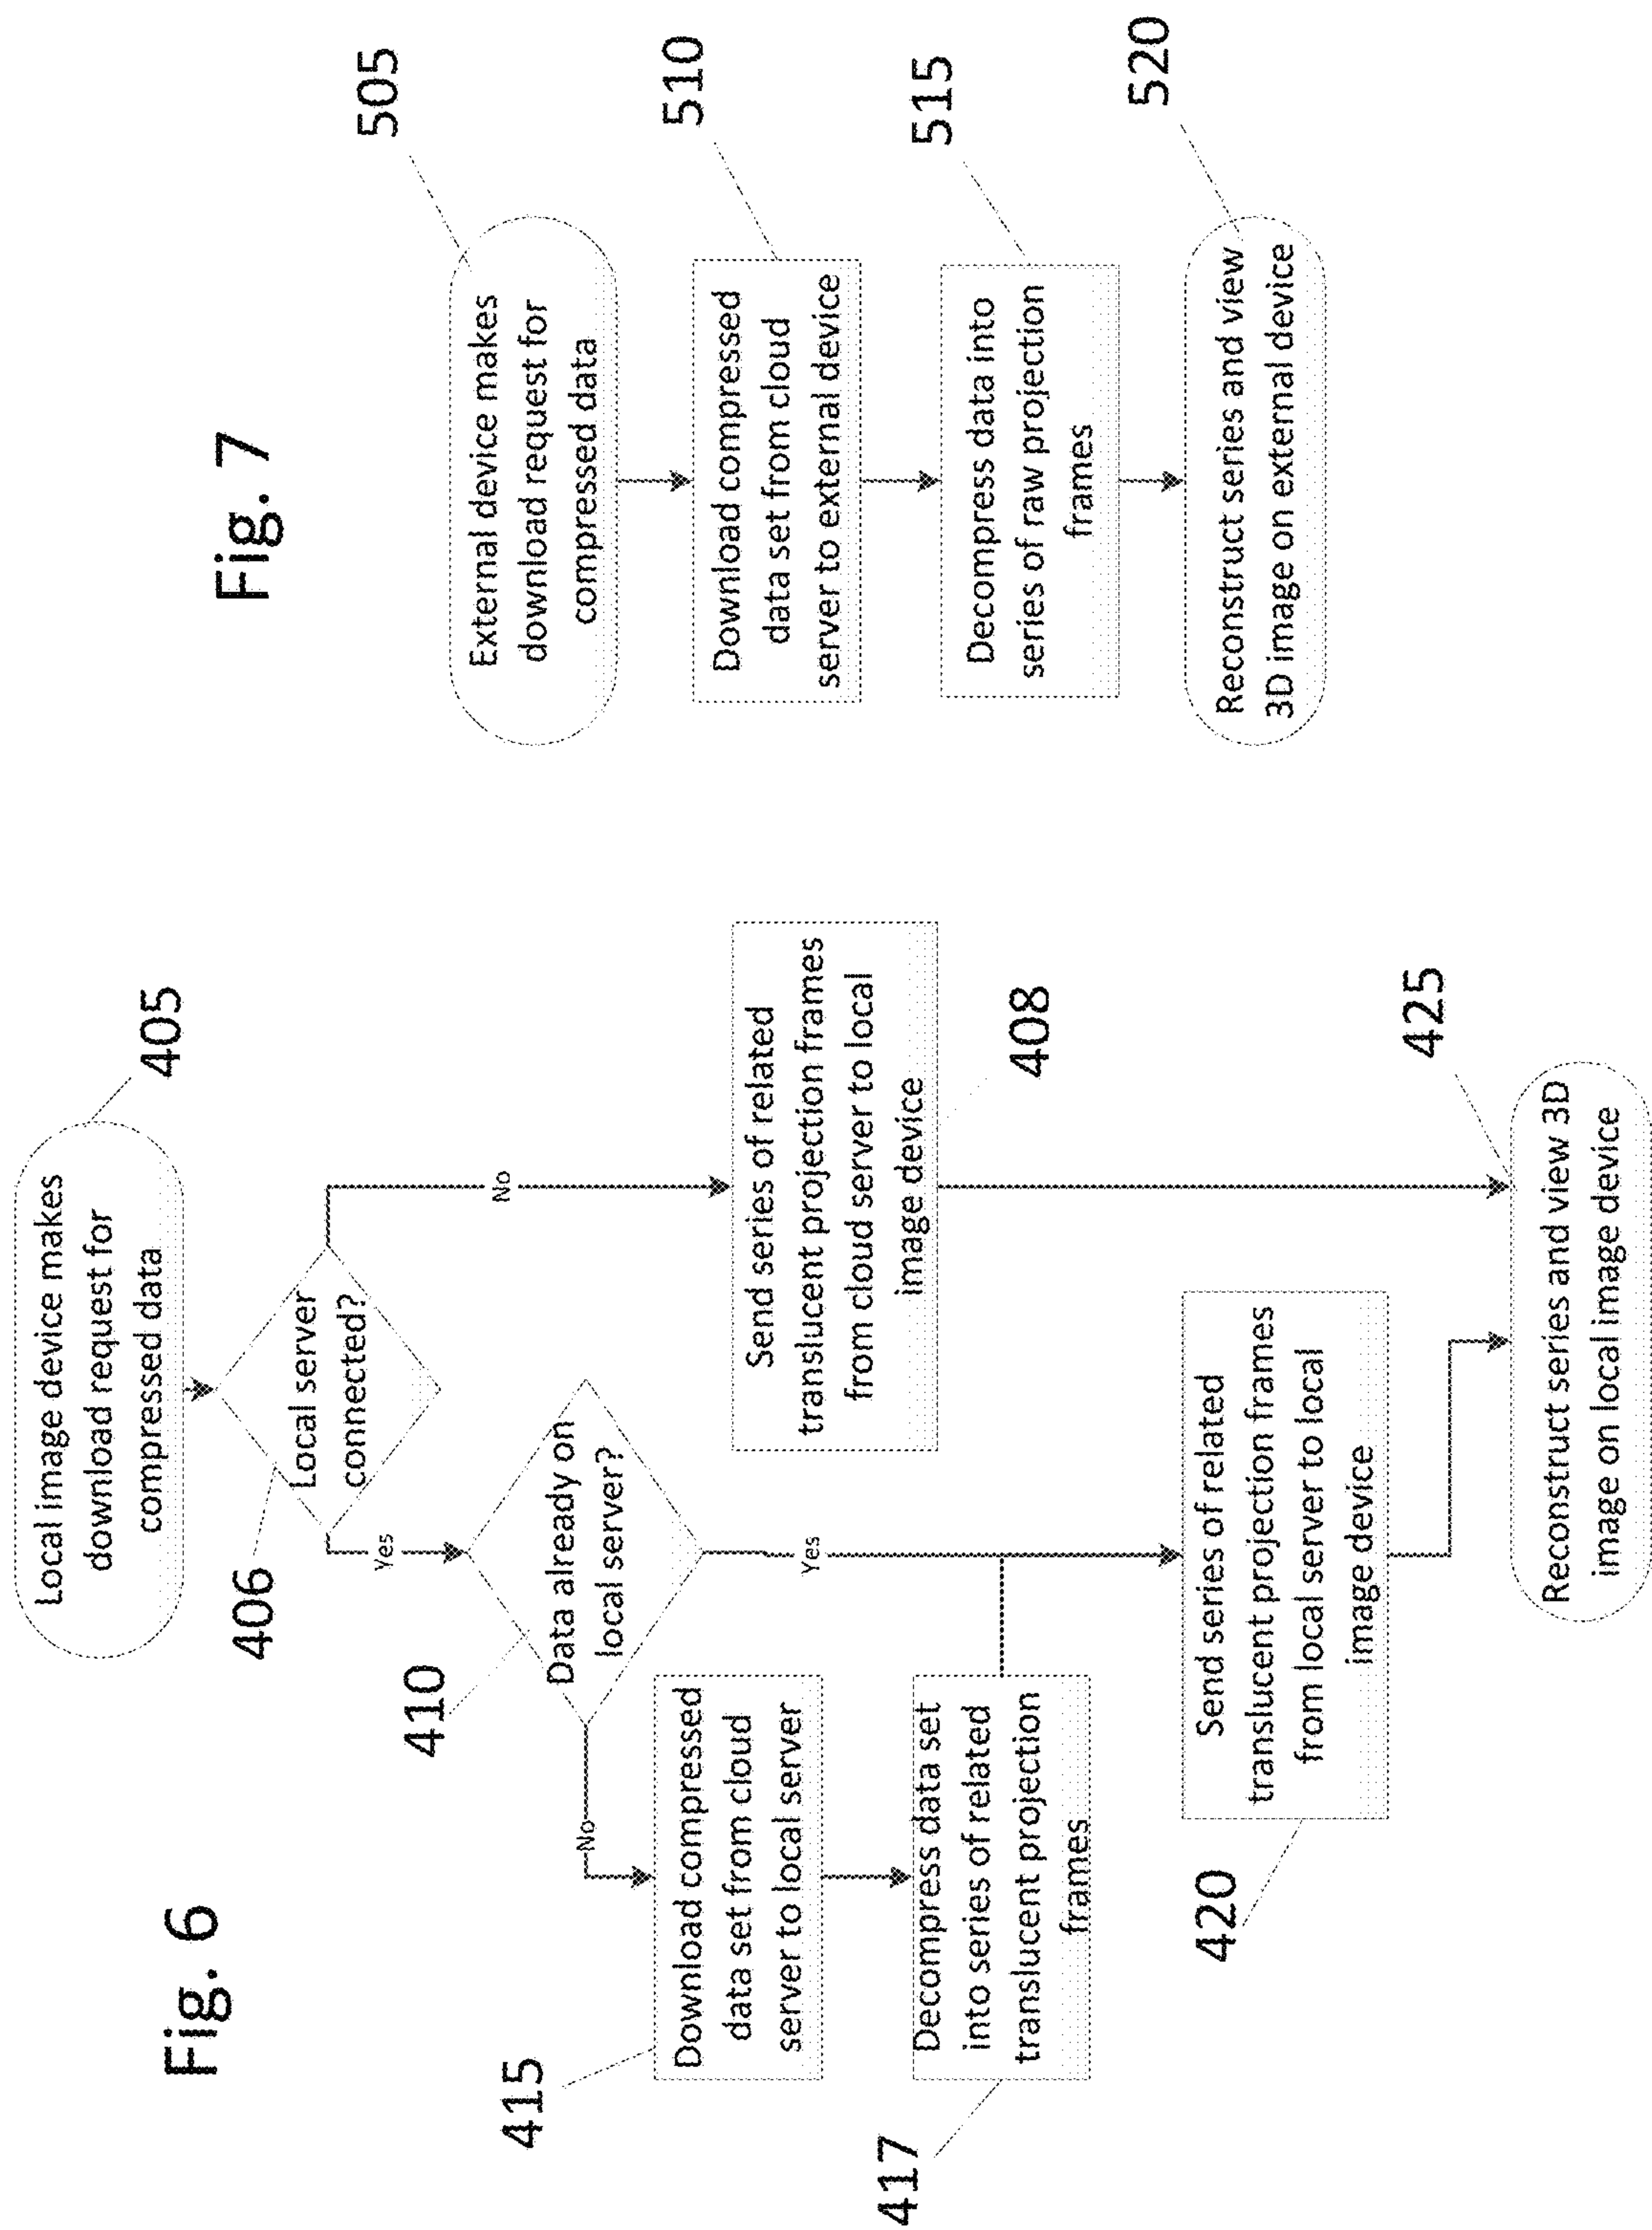 Fig. 6
405
Local image device makes
download request for
compressed data
406
Local server
connected?
Yes
No
410
Data already on
local server?
No
Yes
415
Download compressed
data set from cloud
server to local server
417
Decompress data set
into series of related
translucent projection
frames
Send series of related
translucent projection frames
from cloud server to local
image device
408
420
Send series of related
translucent projection frames
from local server to local
image device
425
Reconstruct series and view 3D
image on local image device
Fig. 7
505
External device makes
download request for
compressed data
510
Download compressed
data set from cloud
server to external device
515
Decompress data into
series of raw projection
frames
520
Reconstruct series and view
3D image on external device